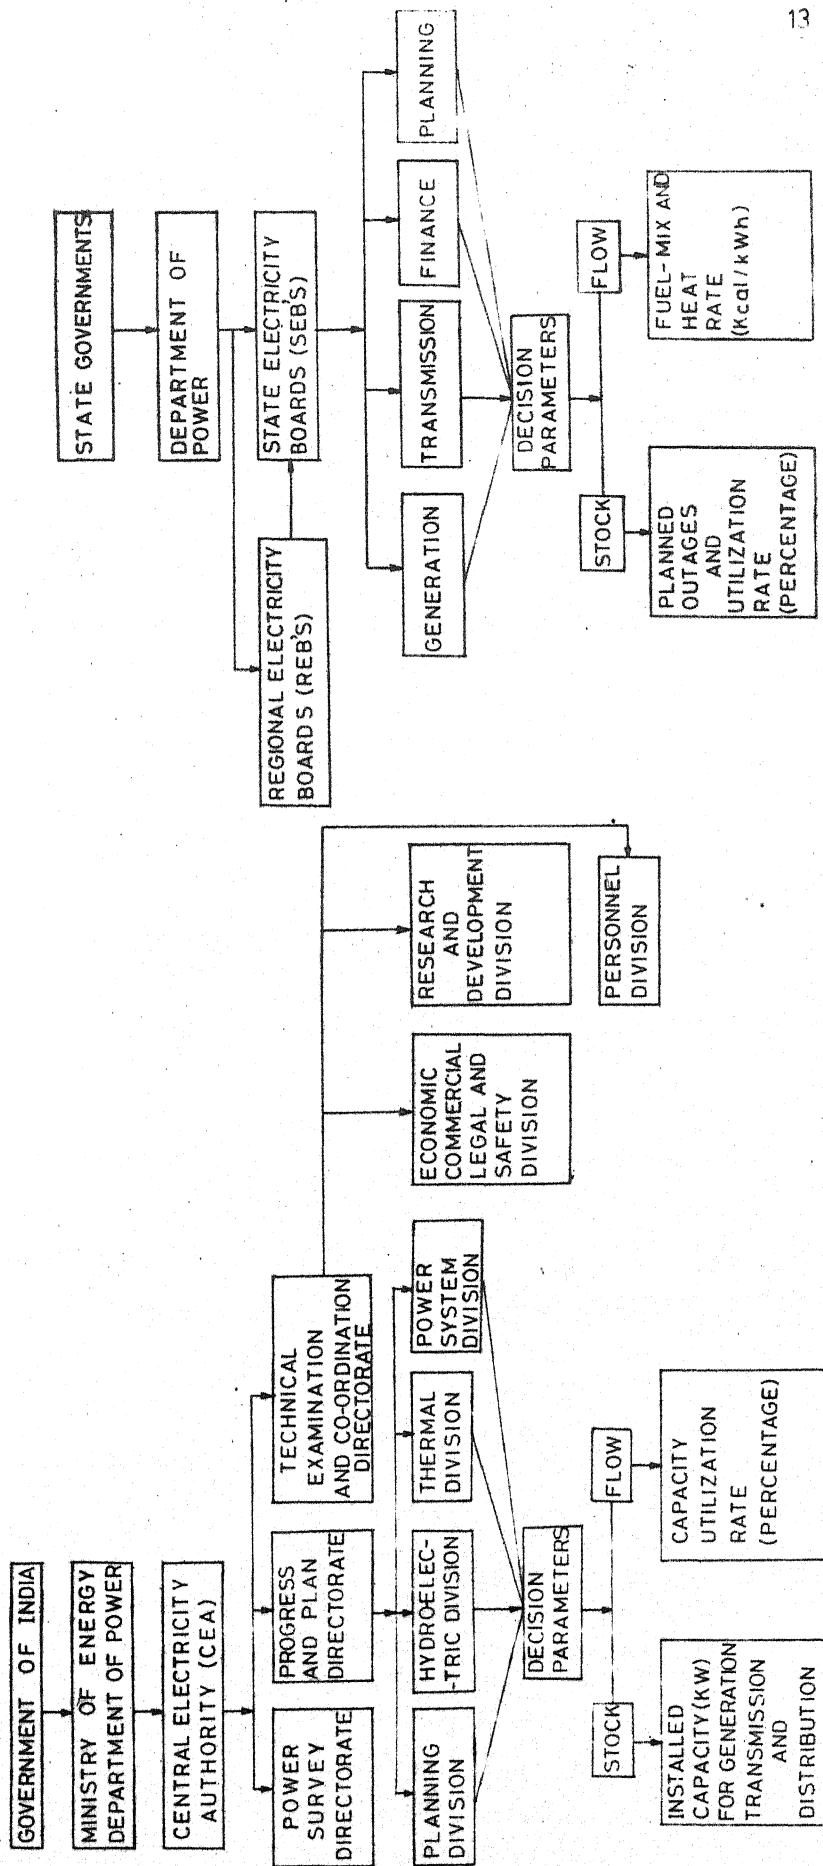 13
GOVERNMENT OF INDIA
MINISTRY OF ENERGY
DEPARTMENT OF POWER
CENTRAL ELECTRICITY
AUTHORITY (CEA)
POWER
SURVEY
DIRECTORATE
PROGRESS
AND PLAN
DIRECTORATE
TECHNICAL
EXAMINATION
AND CO-ORDINATION
DIRECTORATE
PLANNING
DIVISION
HYDROELEC-
-TRIC DIVISION
THERMAL
DIVISION
POWER
SYSTEM
DIVISION
ECONOMIC
COMMERCIAL
LEGAL AND
SAFETY
DIVISION
RESEARCH
AND
DEVELOPMENT
DIVISION
PERSONNEL
DIVISION
DECISION
PARAMETERS
STOCK
FLOW
INSTALLED
CAPACITY (KW)
FOR GENERATION
TRANSMISSION
AND
DISTRIBUTION
CAPACITY
UTILIZATION
RATE
(PERCENTAGE)
STATE GOVERNMENTS
DEPARTMENT OF
POWER
REGIONAL ELECTRICITY
BOARDS (REB'S)
STATE ELECTRICITY
BOARDS (SEB'S)
GENERATION
TRANSMISSION
FINANCE
PLANNING
DECISION
PARAMETERS
STOCK
FLOW
PLANNED
OUTAGES
AND
UTILIZATION
RATE
(PERCENTAGE)
FUEL-MIX AND
HEAT
RATE
(Kcal/kWh)